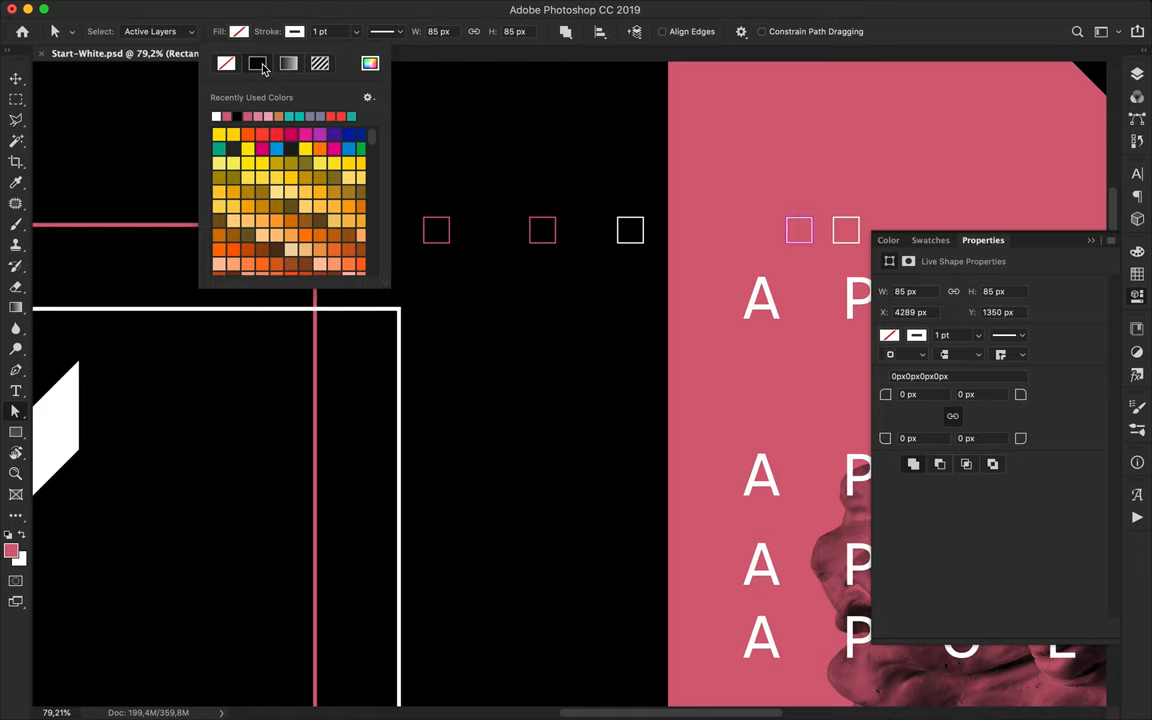 Adobe Photoshop CC 2019
Select: Active Layers Fill: Stroke: 1 pt W: 85 px H: 85 px Align Edges Constrain Path Dragging
Start-White.psd @ 79,2% (Rectan
Recently Used Colors
Color Swatches Properties
Live Shape Properties
W: 85 px H: 85 px
X: 4289 px Y: 1350 px
1 pt
0px0px0px0px
0 px 0 px
0 px 0 px
A P
A P
A P
A P O L
79,21% Doc: 199,4M/359,8M